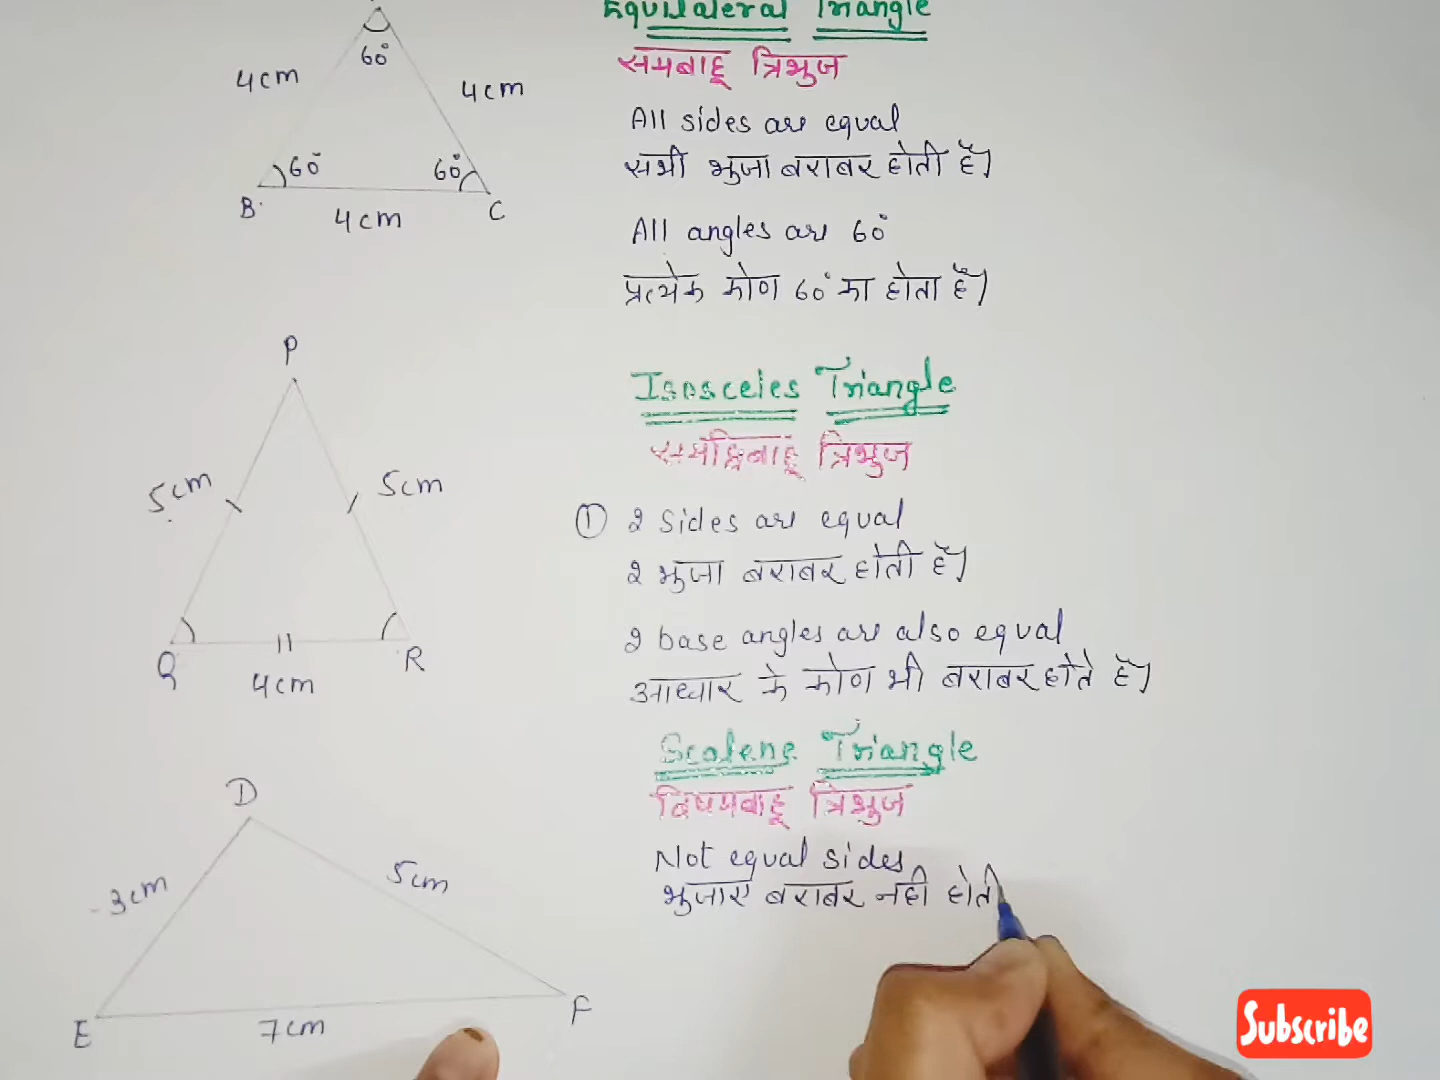 Equilateral Triangle
समबाहू त्रिभुज
60°
4cm
4cm
All sides are equal
सभी भुजा बराबर होती है।
60°
60°
B
4cm
C
All angles are 60°
प्रत्येक कोण 60° का होता है।
P
Isosceles Triangle
समद्विबाहू त्रिभुज
5cm
5cm
① 2 sides are equal
2 भुजा बराबर होती है।
2 base angles are also equal
Q
R
4cm
आधार के कोण भी बराबर होते है।
Scalene Triangle
D
विषमबाहू त्रिभुज
3cm
5cm
Not equal sides
भुजाए बराबर नही होती
E
7cm
F
Subscribe